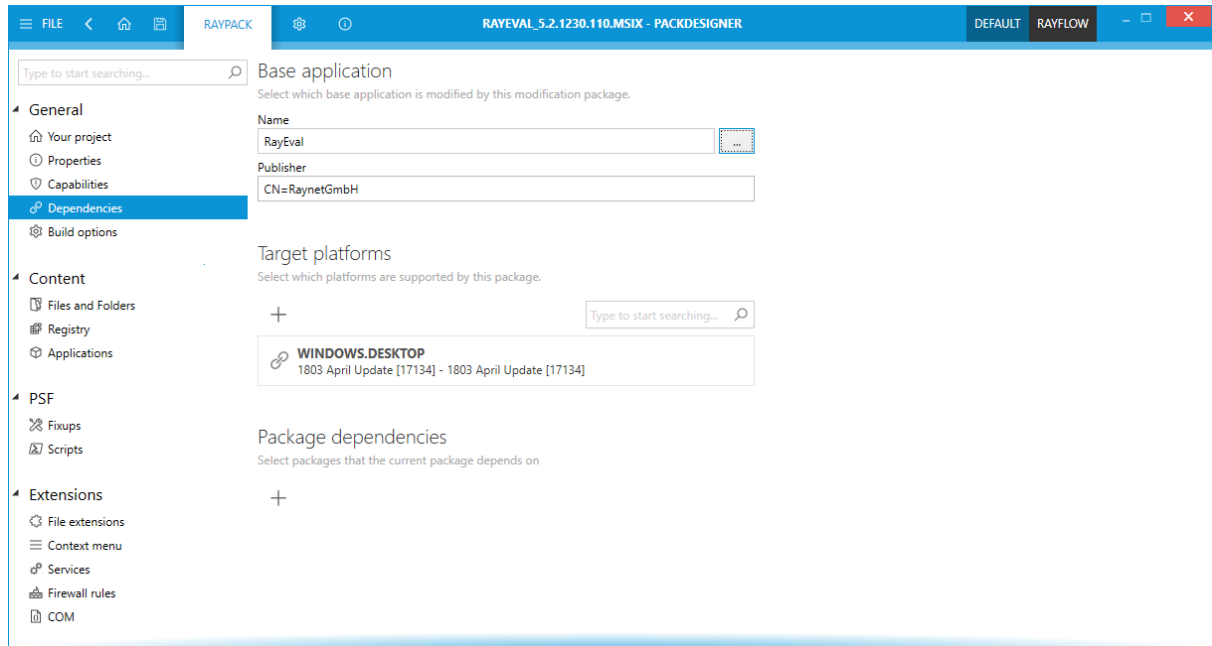 FILE
RAYPACK
RAYEVAL_5.2.1230.110.MSIX - PACKDESIGNER
DEFAULT
RAYFLOW
Type to start searching...
General
Your project
Properties
Capabilities
Dependencies
Build options
Content
Files and Folders
Registry
Applications
PSF
Fixups
Scripts
Extensions
File extensions
Context menu
Services
Firewall rules
COM
Base application
Select which base application is modified by this modification package.
Name
RayEval
...
Publisher
CN=RaynetGmbH
Target platforms
Select which platforms are supported by this package.
Type to start searching...
WINDOWS.DESKTOP
1803 April Update [17134] - 1803 April Update [17134]
Package dependencies
Select packages that the current package depends on